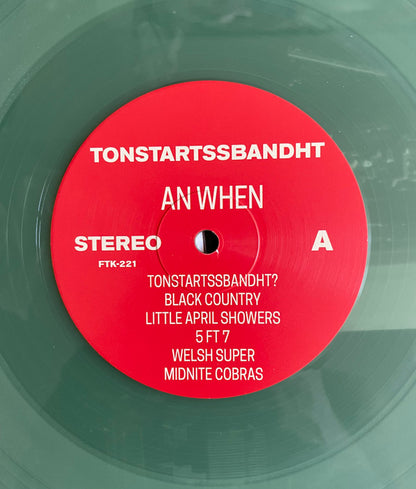 TONSTARTSSBANDHT
AN WHEN
STEREO A
FTK-221
TONSTARTSSBANDHT?
BLACK COUNTRY
LITTLE APRIL SHOWERS
5 FT 7
WELSH SUPER
MIDNITE COBRAS